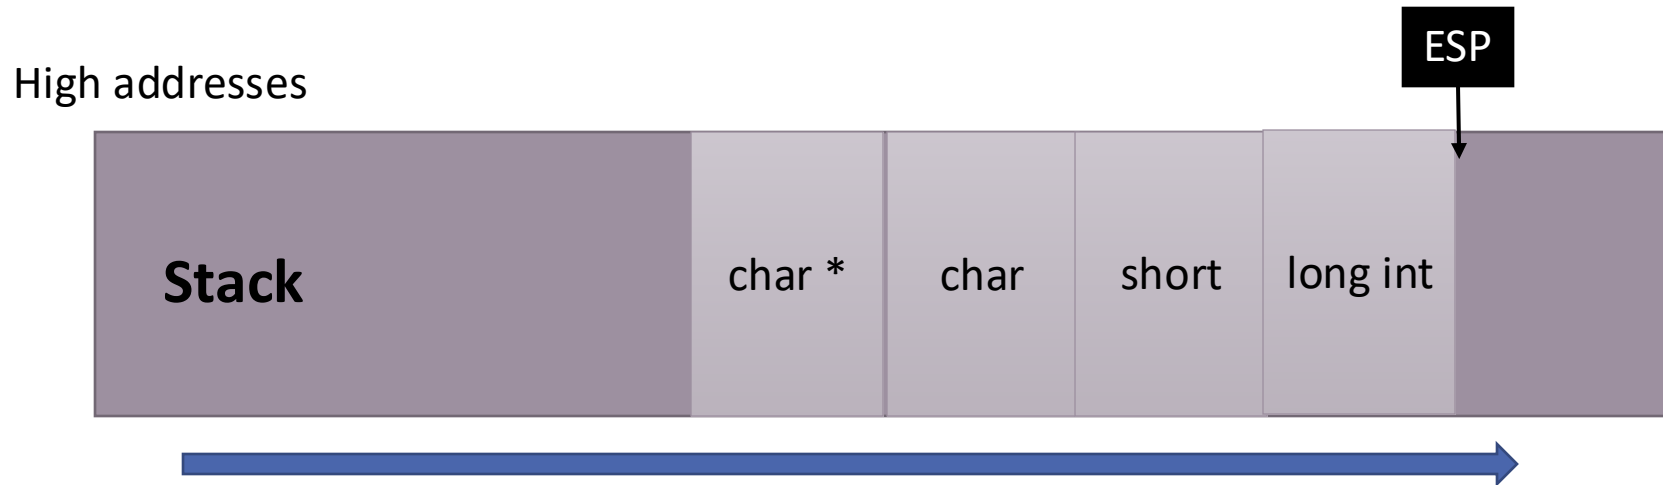 ESP
High addresses
Stack
char *
char
short
long int